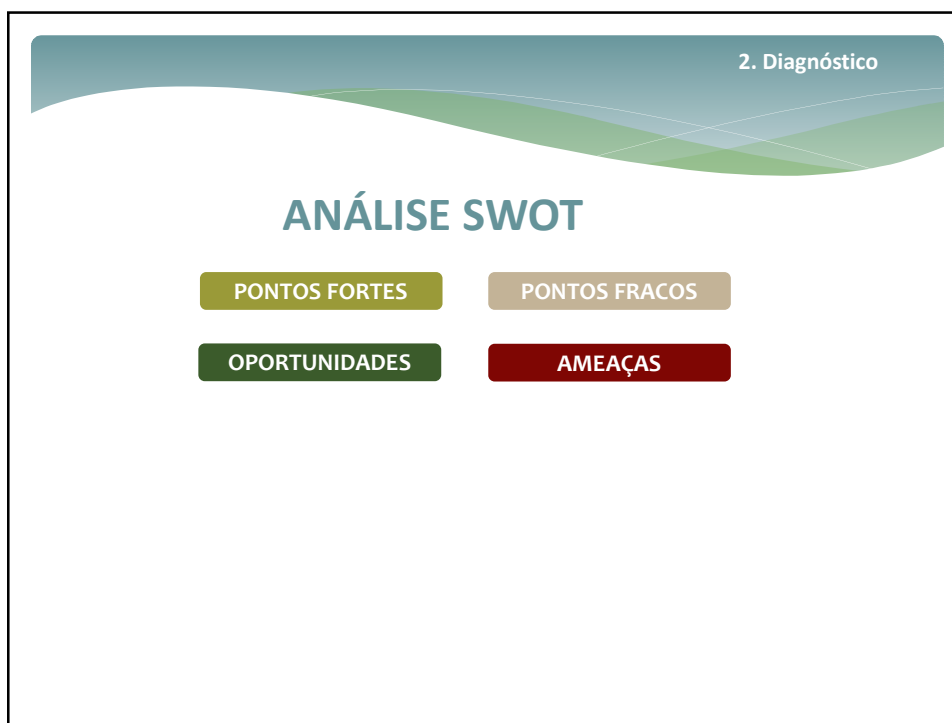 2. Diagnóstico
ANÁLISE SWOT
PONTOS FORTES
PONTOS FRACOS
OPORTUNIDADES
AMEAÇAS